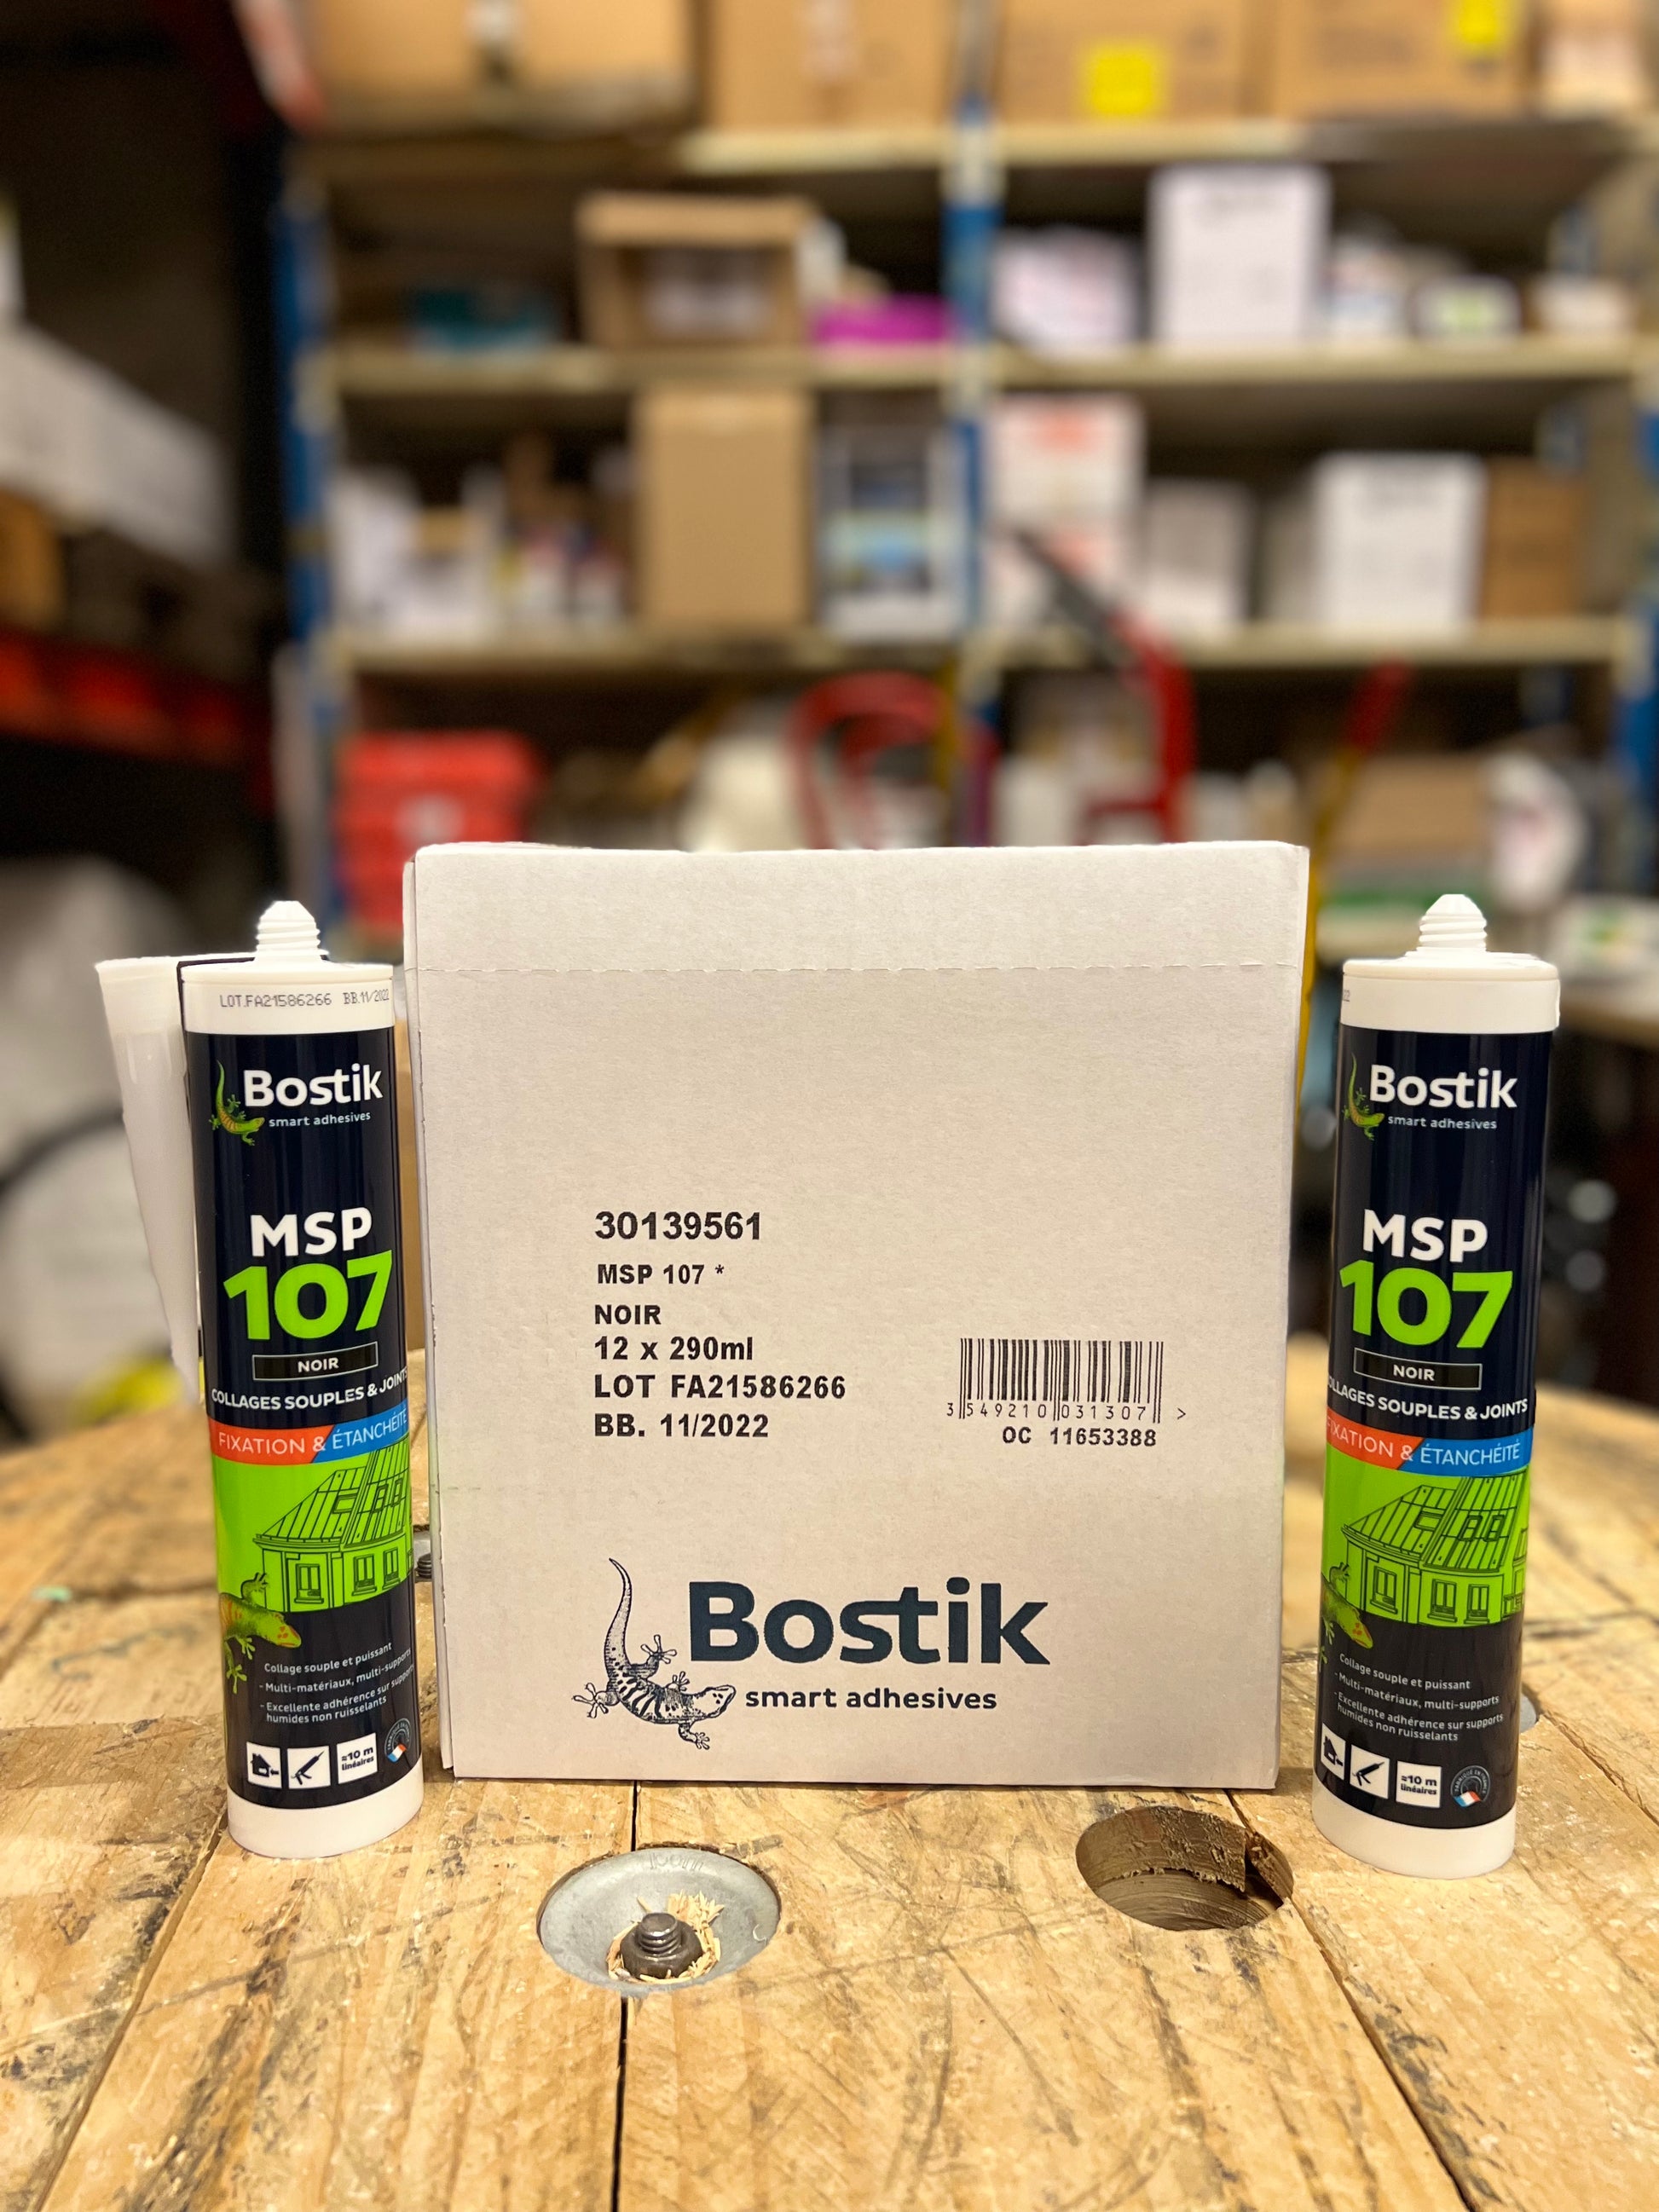 LOT.FA21586266 BB.11/2022
Bostik
smart adhesives
MSP
107
NOIR
COLLAGES SOUPLES & JOINTS
FIXATION & ÉTANCHÉITÉ
Collage souple et puissant
- Multi-matériaux, multi-supports
- Excellente adhérence sur supports
humides non ruisselants
≈10 m
linéaires
30139561
MSP 107 *
NOIR
12 x 290ml
LOT FA21586266
BB. 11/2022
3 549210 031307 >
OC 11653388
Bostik
smart adhesives
Bostik
smart adhesives
MSP
107
NOIR
COLLAGES SOUPLES & JOINTS
FIXATION & ÉTANCHÉITÉ
Collage souple et puissant
- Multi-matériaux, multi-supports
- Excellente adhérence sur supports
humides non ruisselants
≈10 m
linéaires